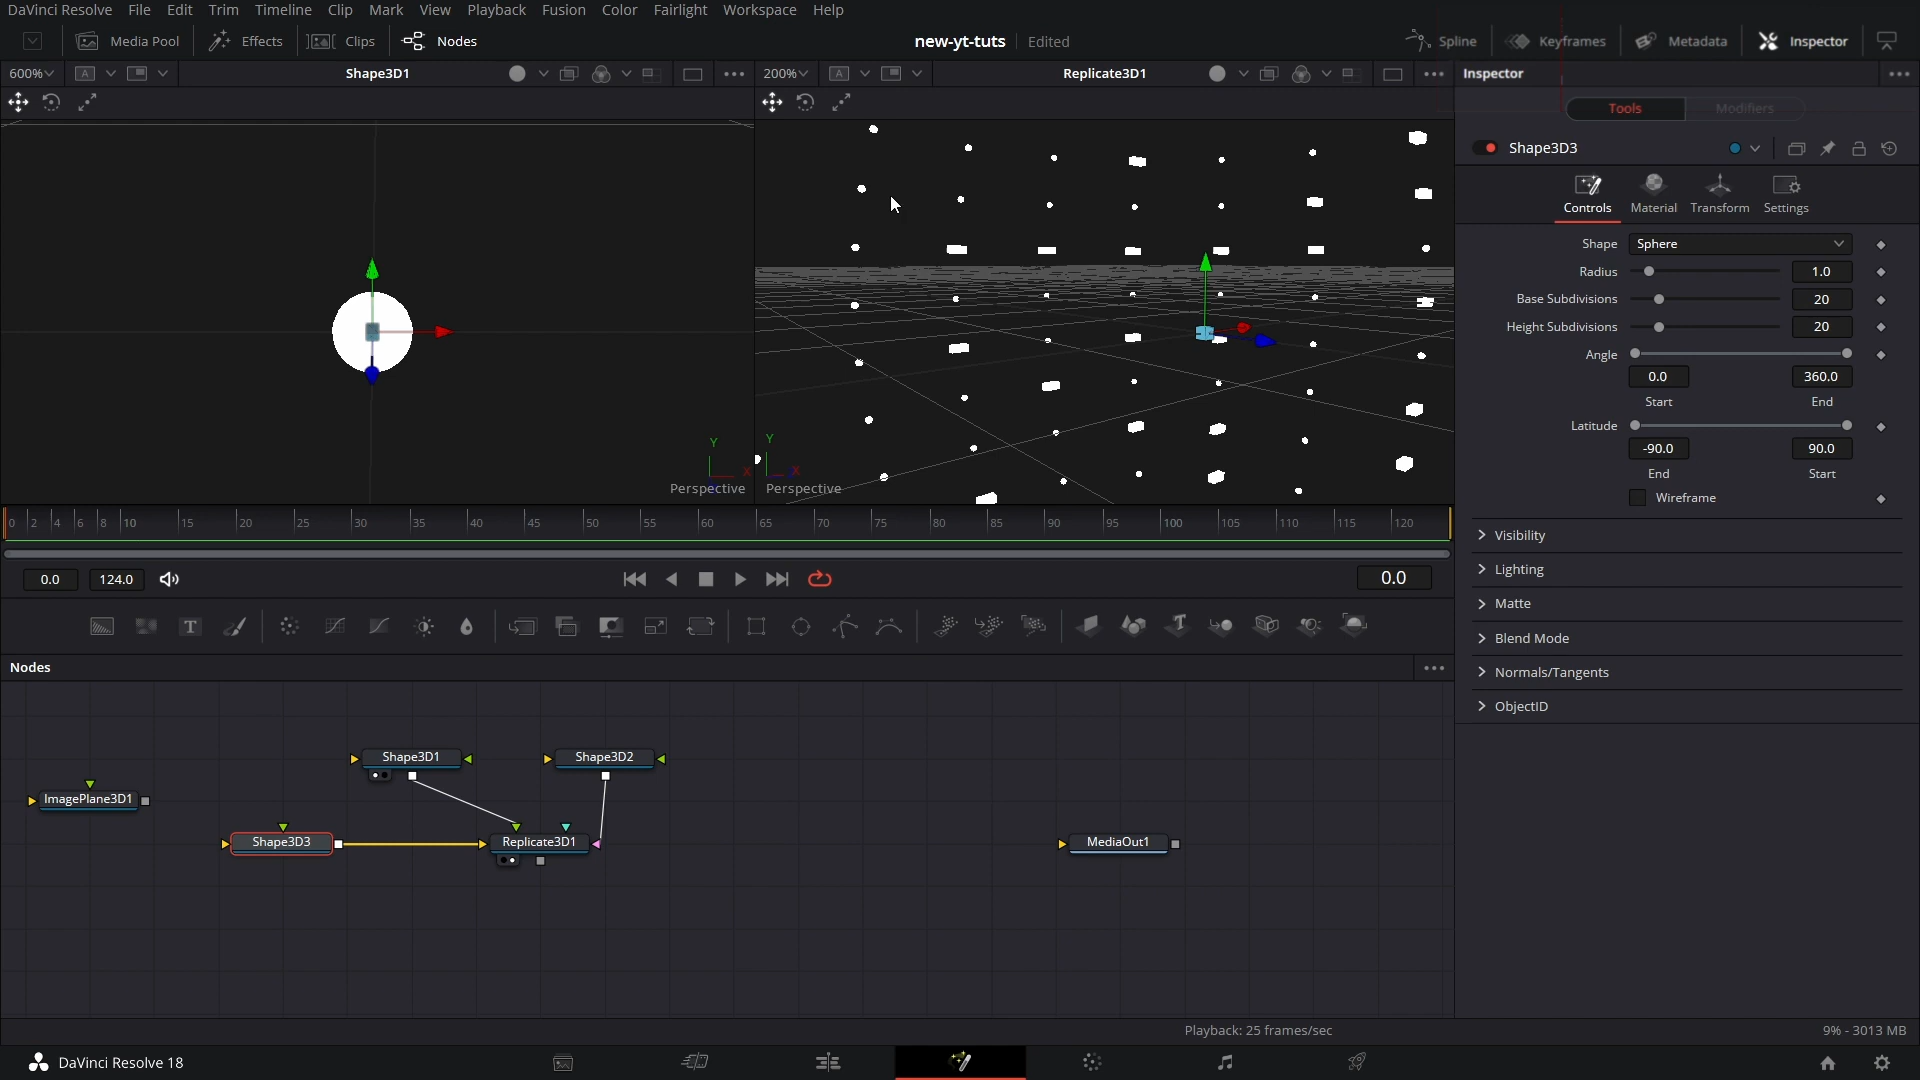 DaVinci Resolve File Edit Trim Timeline Clip Mark View Playback Fusion Color Fairlight Workspace Help
Media Pool Effects Clips Nodes new-yt-tuts Edited Spline Keyframes Metadata Inspector
600% A Shape3D1 200% A Replicate3D1 Inspector
Tools Modifiers
Shape3D3
Controls Material Transform Settings
Shape Sphere
Radius 1.0
Base Subdivisions 20
Height Subdivisions 20
Angle
0.0 360.0
Start End
Latitude
-90.0 90.0
End Start
Wireframe
Y X Perspective
Y X Perspective
0 2 4 6 8 10 15 20 25 30 35 40 45 50 55 60 65 70 75 80 85 90 95 100 105 110 115 120
Visibility
Lighting
Matte
Blend Mode
Normals/Tangents
ObjectID
0.0 124.0 0.0
T T
Nodes
Shape3D1 Shape3D2
ImagePlane3D1
Shape3D3 Replicate3D1 MediaOut1
Playback: 25 frames/sec 9% - 3013 MB
DaVinci Resolve 18